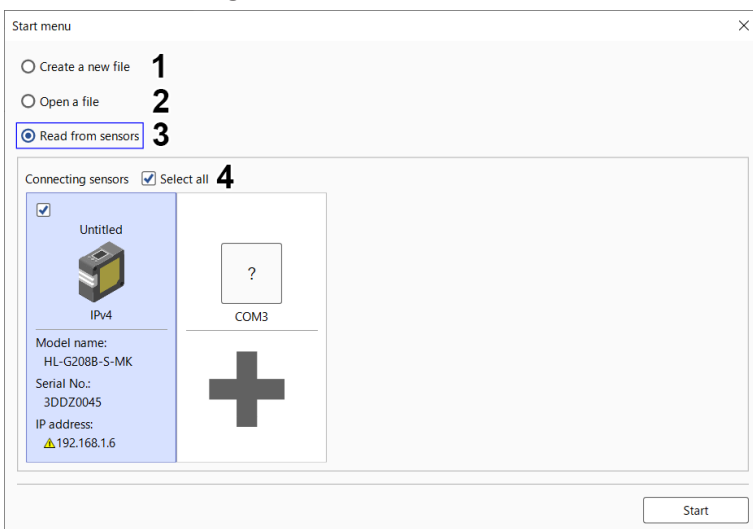 Start menu
Create a new file 1
Open a file 2
Read from sensors 3
Connecting sensors Select all 4
Untitled
IPv4
Model name:
HL-G208B-S-MK
Serial No.:
3DDZ0045
IP address:
192.168.1.6
?
COM3
Start